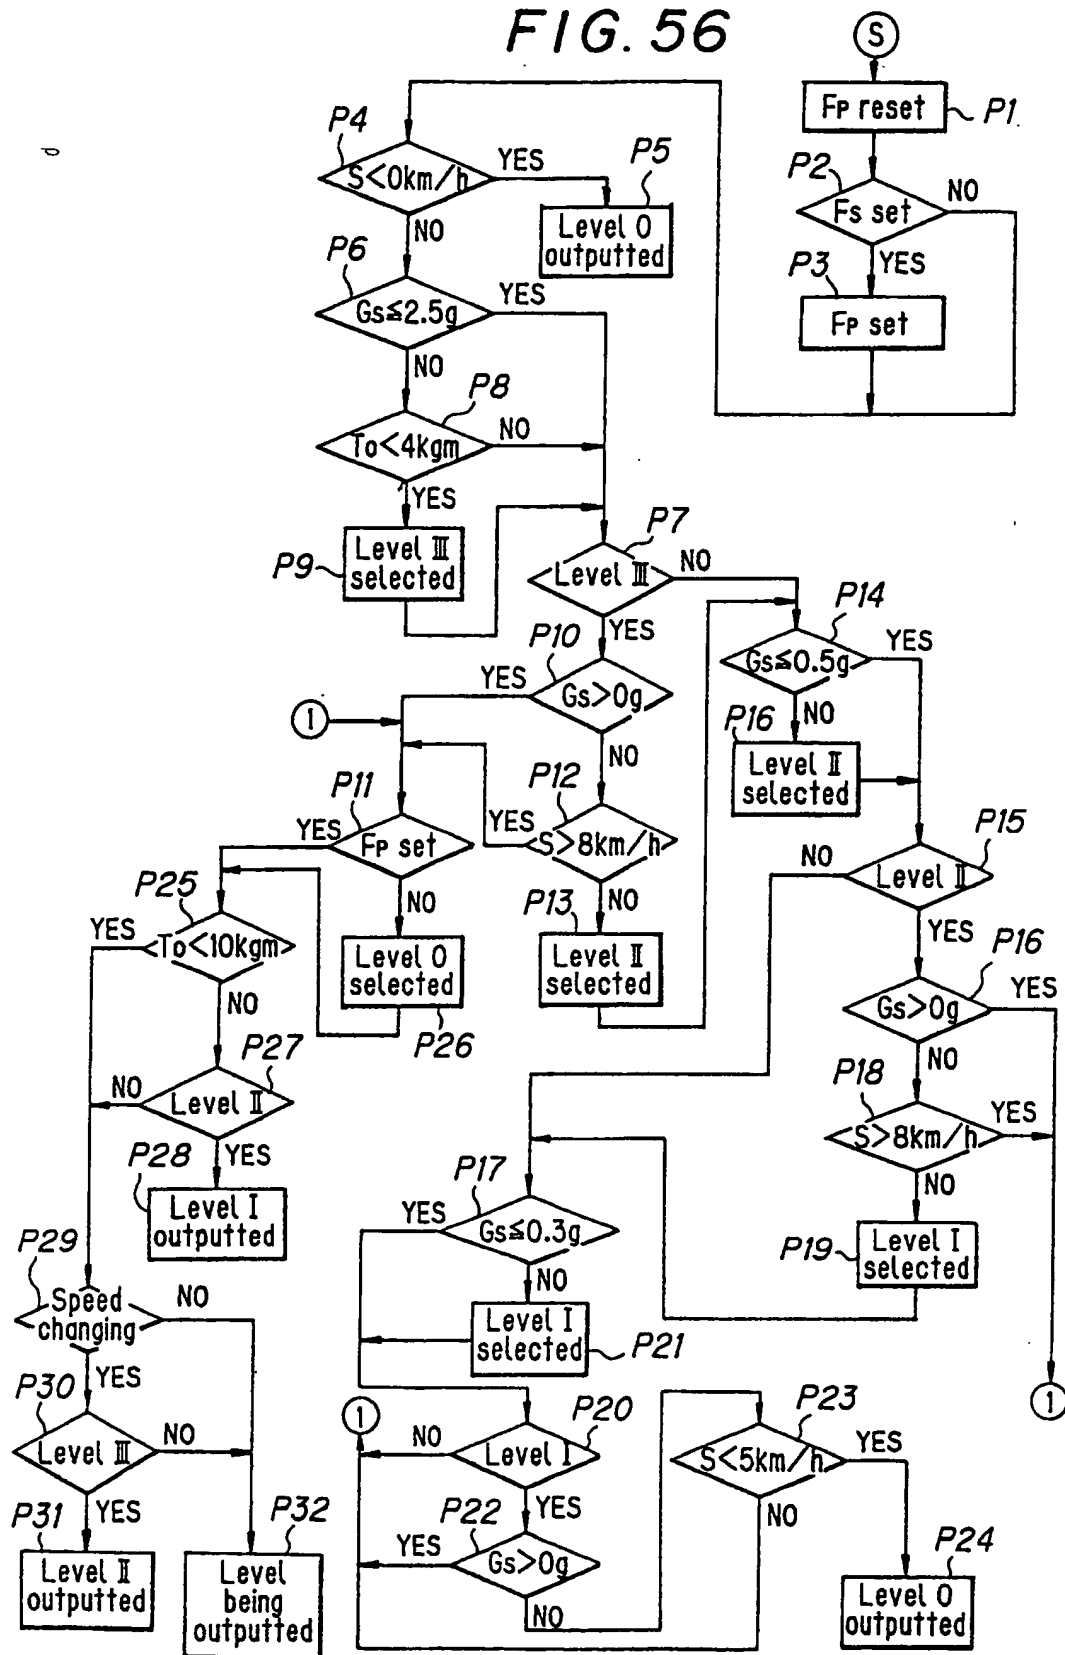 FIG. 56
S
FP reset
P1
P2
Fs set
NO
YES
P3
FP set
P4
S<0km/h
YES
P5
Level 0
outputted
NO
P6
Gs≦2.5g
YES
NO
P8
To<4kgm
NO
YES
P9
Level Ⅲ
selected
P7
Level Ⅲ
NO
YES
P10
Gs>0g
YES
NO
1
P14
Gs≦0.5g
YES
NO
P16
Level Ⅱ
selected
P11
FP set
YES
NO
P12
S>8km/h
YES
NO
P13
Level Ⅱ
selected
P15
Level Ⅱ
NO
YES
P25
To<10kgm
YES
NO
Level 0
selected
P26
P16
Gs>0g
YES
NO
P27
Level Ⅱ
NO
YES
P18
S>8km/h
YES
NO
P28
Level Ⅰ
outputted
P17
Gs≦0.3g
YES
NO
P19
Level Ⅰ
selected
P29
Speed
changing
NO
YES
Level Ⅰ
selected
P21
1
P30
Level Ⅲ
NO
YES
1
P20
Level Ⅰ
NO
YES
P23
S<5km/h
YES
NO
P31
Level Ⅱ
outputted
P32
Level
being
outputted
P22
Gs>0g
YES
NO
P24
Level 0
outputted